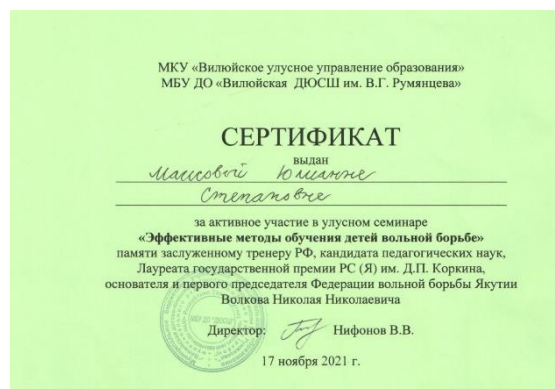 МКУ «Вилюйское улусное управление образования»
МБУ ДО «Вилюйская ДЮСШ им. В.Г. Румянцева»
СЕРТИФИКАТ
выдан
Юлианне
Степановне
за активное участие в улусном семинаре
«Эффективные методы обучения детей вольной борьбе»
памяти заслуженному тренеру РФ, кандидата педагогических наук,
Лауреата государственной премии РС (Я) им. Д.П. Коркина,
основателя и первого председателя Федерации вольной борьбы Якутии
Волкова Николая Николаевича
Директор: Нифонов В.В.
17 ноября 2021 г.